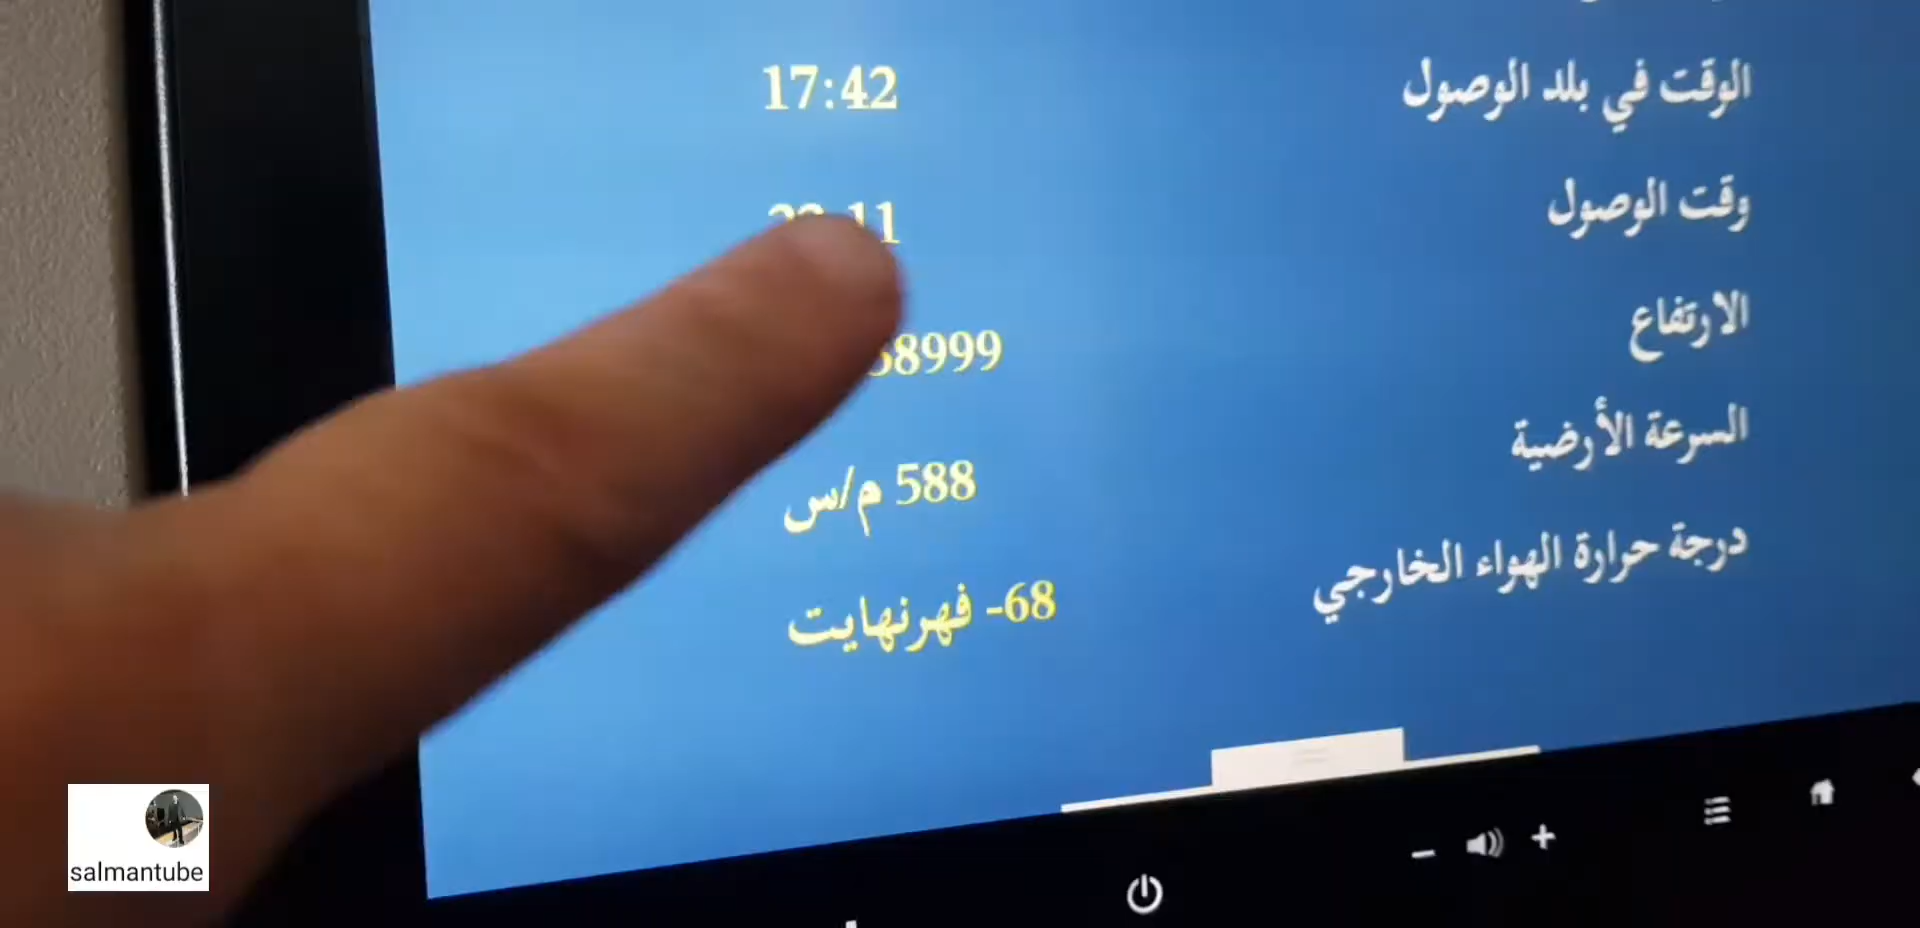 الوقت في بلد الوصول 17:42
وقت الوصول
الارتفاع
السرعة الأرضية 588 م/س
درجة حرارة الهواء الخارجي -68 فهرنهايت
salmantube